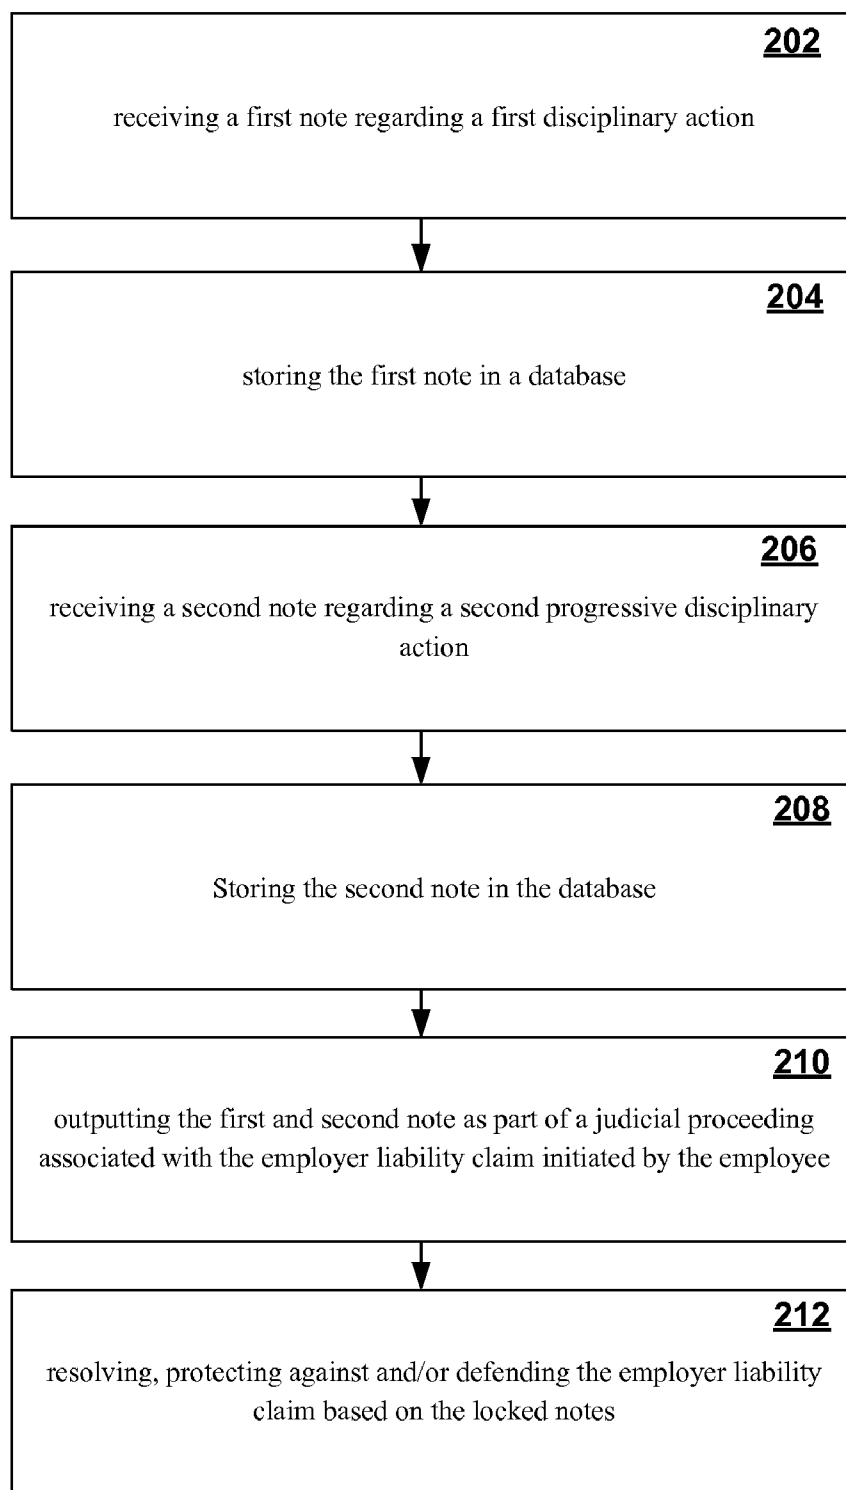 202
receiving a first note regarding a first disciplinary action
204
storing the first note in a database
206
receiving a second note regarding a second progressive disciplinary
action
208
Storing the second note in the database
210
outputting the first and second note as part of a judicial proceeding
associated with the employer liability claim initiated by the employee
212
resolving, protecting against and/or defending the employer liability
claim based on the locked notes